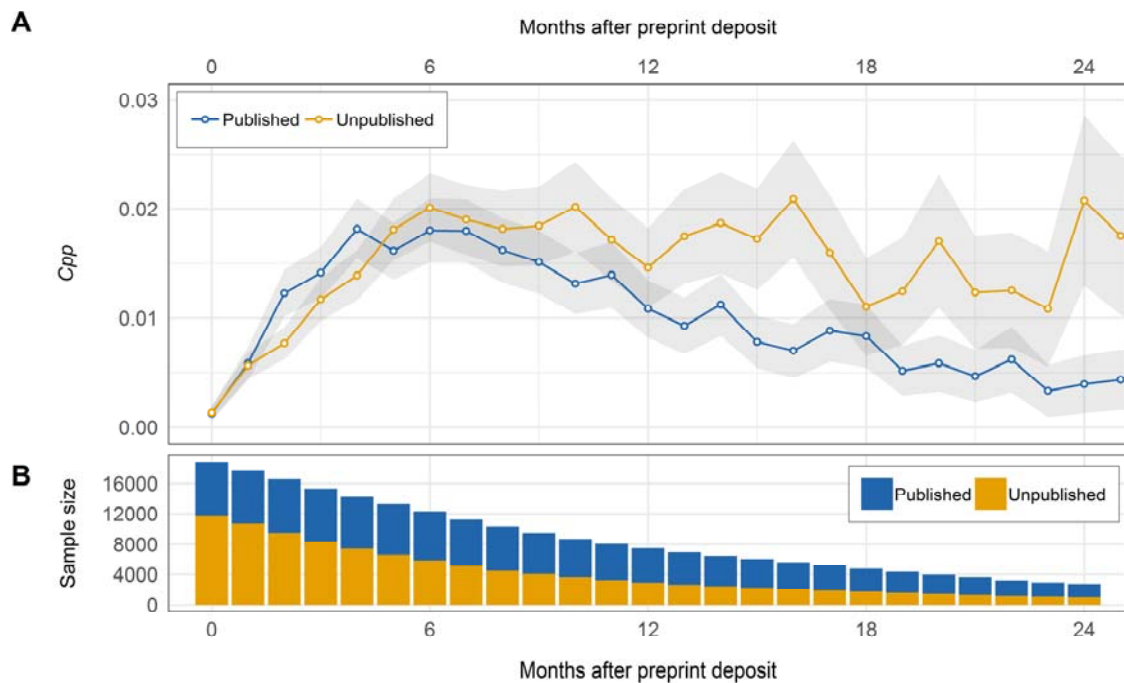 A
Months after preprint deposit
0 6 12 18 24
0.03
Published Unpublished
0.02
Cpp
0.01
0.00
B
Sample size
16000
Published Unpublished
12000
8000
4000
0
0 6 12 18 24
Months after preprint deposit